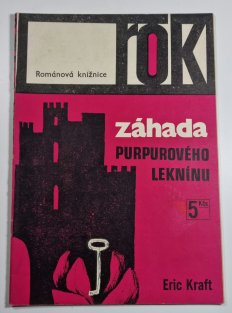 rok
Románová knižnice
záhada
PURPUROVÉHO
LEKNÍNU
5 Kčs
Eric Kraft